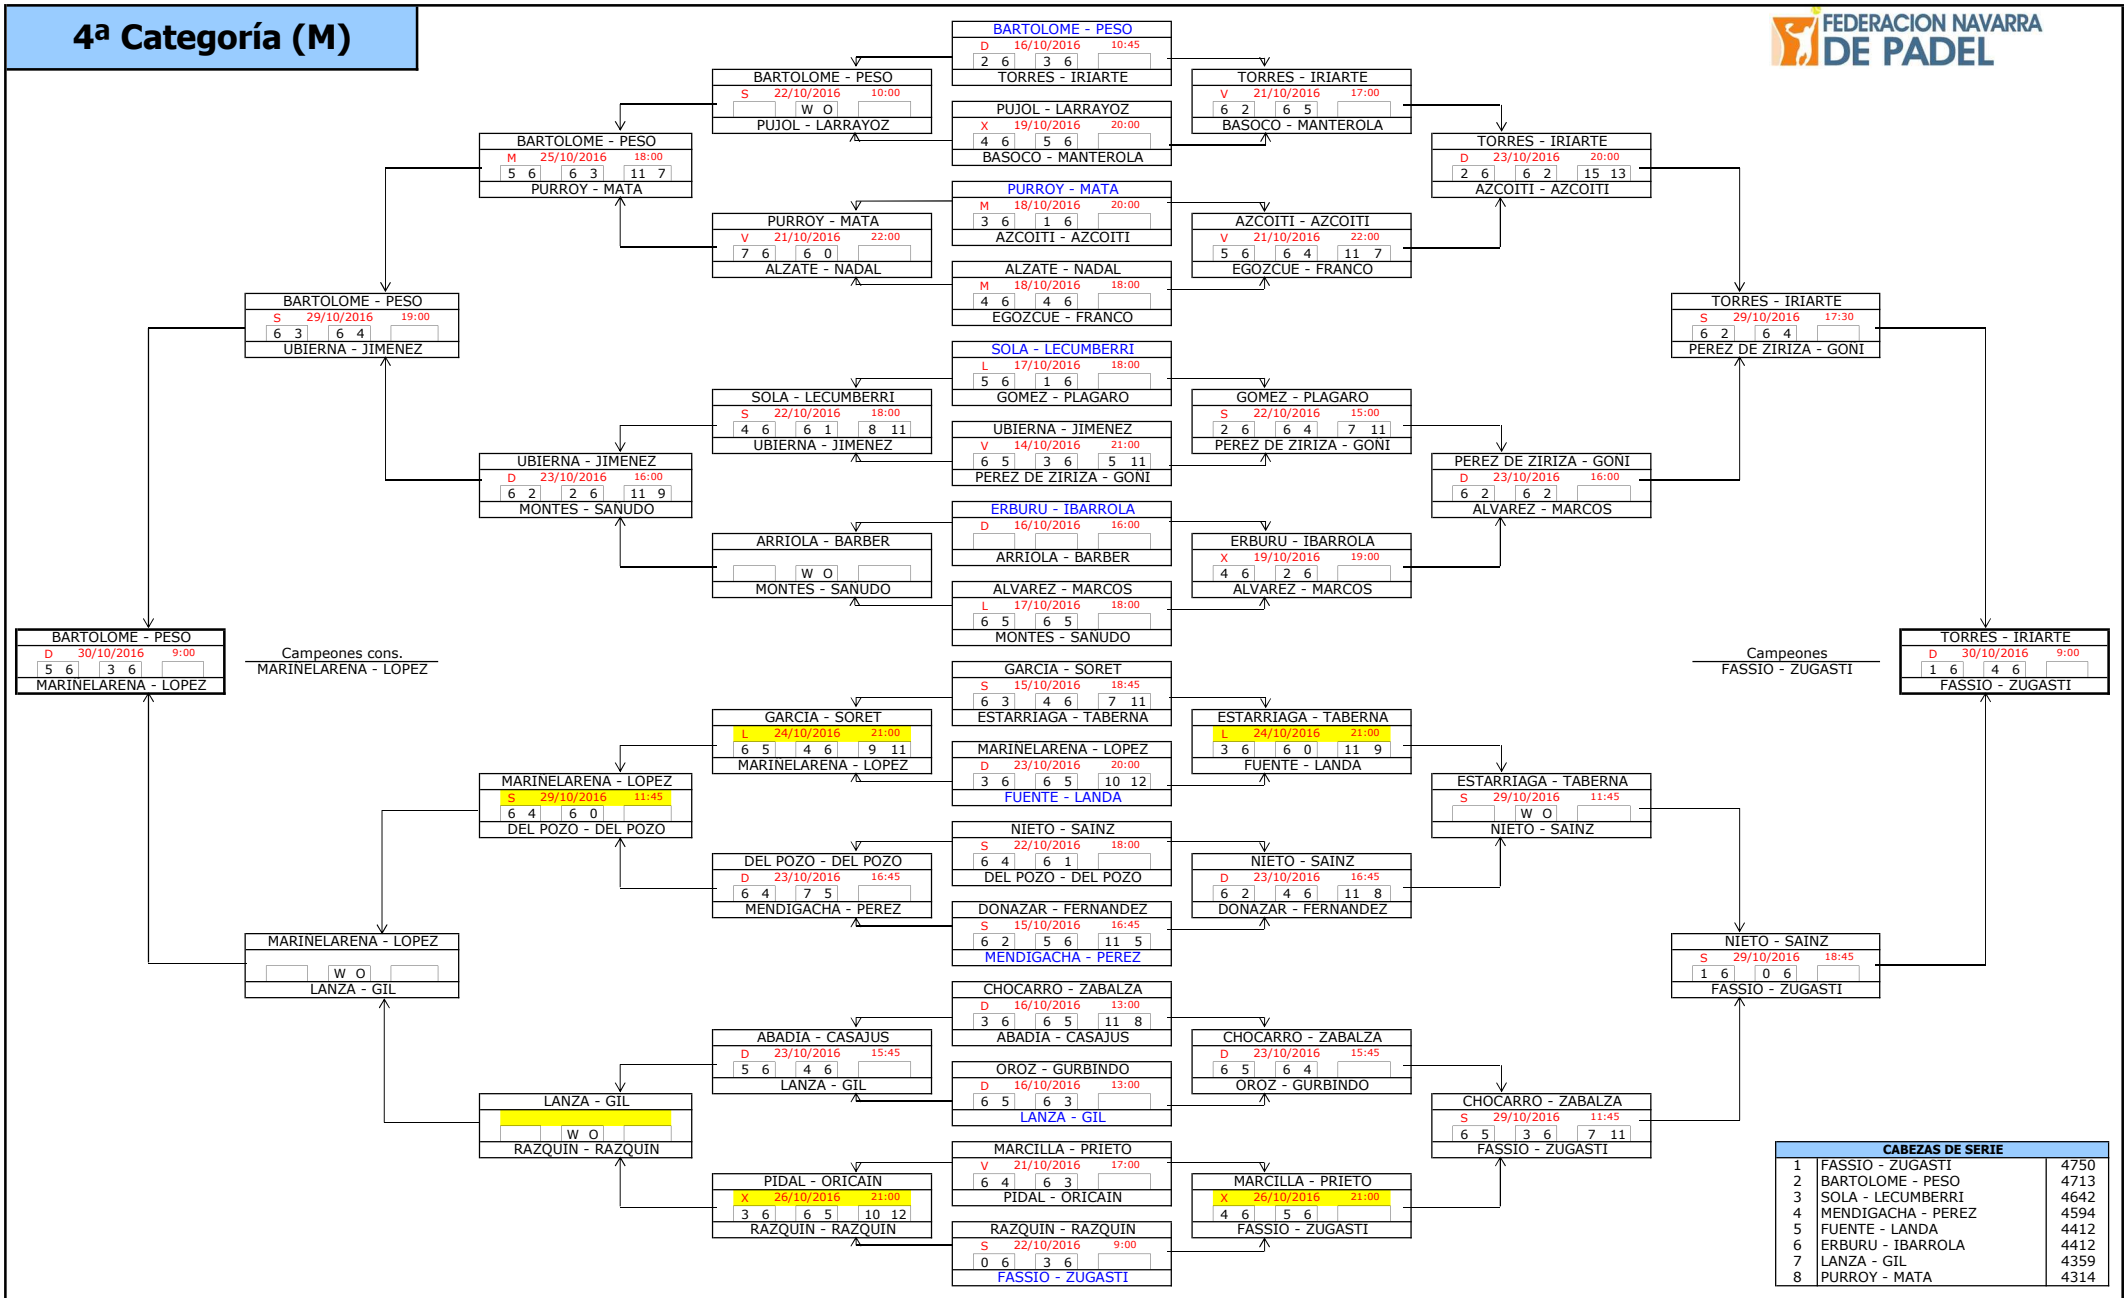 4ª Categoría (M)
FEDERACION NAVARRA
DE PADEL
BARTOLOME - PESO
D 16/10/2016 10:45
2 6 3 6
TORRES - IRIARTE
PUJOL - LARRAYOZ
X 19/10/2016 20:00
4 6 5 6
BASOCO - MANTEROLA
PURROY - MATA
M 18/10/2016 20:00
3 6 1 6
AZCOITI - AZCOITI
ALZATE - NADAL
M 18/10/2016 18:00
4 6 4 6
EGOZCUE - FRANCO
SOLA - LECUMBERRI
L 17/10/2016 18:00
5 6 1 6
GOMEZ - PLAGARO
UBIERNA - JIMENEZ
V 14/10/2016 21:00
6 5 3 6 5 11
PEREZ DE ZIRIZA - GOÑI
ERBURU - IBARROLA
D 16/10/2016 16:00
ARRIOLA - BARBER
ALVAREZ - MARCOS
L 17/10/2016 18:00
6 5 6 5
MONTES - SAÑUDO
GARCIA - SORET
S 15/10/2016 18:45
6 3 4 6 7 11
ESTARRIAGA - TABERNA
MARIÑELARENA - LOPEZ
D 23/10/2016 20:00
3 6 6 5 10 12
FUENTE - LANDA
NIETO - SAINZ
S 22/10/2016 18:00
6 4 6 1
DEL POZO - DEL POZO
DONAZAR - FERNANDEZ
S 15/10/2016 16:45
6 2 5 6 11 5
MENDIGACHA - PEREZ
CHOCARRO - ZABALZA
D 16/10/2016 13:00
3 6 6 5 11 8
ABADIA - CASAJUS
OROZ - GURBINDO
D 16/10/2016 13:00
6 5 6 3
LANZA - GIL
MARCILLA - PRIETO
V 21/10/2016 17:00
6 4 6 3
PIDAL - ORICAIN
RAZQUIN - RAZQUIN
S 22/10/2016 9:00
0 6 3 6
FASSIO - ZUGASTI
BARTOLOME - PESO
S 22/10/2016 10:00
W O
PUJOL - LARRAYOZ
PURROY - MATA
V 21/10/2016 22:00
7 6 6 0
ALZATE - NADAL
SOLA - LECUMBERRI
S 22/10/2016 18:00
4 6 6 1 8 11
UBIERNA - JIMENEZ
ARRIOLA - BARBER
W O
MONTES - SAÑUDO
GARCIA - SORET
L 24/10/2016 21:00
6 5 4 6 9 11
MARIÑELARENA - LOPEZ
DEL POZO - DEL POZO
D 23/10/2016 16:45
6 4 7 5
MENDIGACHA - PEREZ
ABADIA - CASAJUS
D 23/10/2016 15:45
5 6 4 6
LANZA - GIL
PIDAL - ORICAIN
X 26/10/2016 21:00
3 6 6 5 10 12
RAZQUIN - RAZQUIN
BARTOLOME - PESO
M 25/10/2016 18:00
5 6 6 3 11 7
PURROY - MATA
UBIERNA - JIMENEZ
D 23/10/2016 16:00
6 2 2 6 11 9
MONTES - SAÑUDO
MARIÑELARENA - LOPEZ
S 29/10/2016 11:45
6 4 6 0
DEL POZO - DEL POZO
LANZA - GIL
W O
RAZQUIN - RAZQUIN
BARTOLOME - PESO
S 29/10/2016 19:00
6 3 6 4
UBIERNA - JIMENEZ
MARIÑELARENA - LOPEZ
W O
LANZA - GIL
BARTOLOME - PESO
D 30/10/2016 9:00
5 6 3 6
MARIÑELARENA - LOPEZ
Campeones cons.
MARIÑELARENA - LOPEZ
TORRES - IRIARTE
V 21/10/2016 17:00
6 2 6 5
BASOCO - MANTEROLA
AZCOITI - AZCOITI
V 21/10/2016 22:00
5 6 6 4 11 7
EGOZCUE - FRANCO
GOMEZ - PLAGARO
S 22/10/2016 15:00
2 6 6 4 7 11
PEREZ DE ZIRIZA - GOÑI
ERBURU - IBARROLA
X 19/10/2016 19:00
4 6 2 6
ALVAREZ - MARCOS
ESTARRIAGA - TABERNA
L 24/10/2016 21:00
3 6 6 0 11 9
FUENTE - LANDA
NIETO - SAINZ
D 23/10/2016 16:45
6 2 4 6 11 8
DONAZAR - FERNANDEZ
CHOCARRO - ZABALZA
D 23/10/2016 15:45
6 5 6 4
OROZ - GURBINDO
MARCILLA - PRIETO
X 26/10/2016 21:00
4 6 5 6
FASSIO - ZUGASTI
TORRES - IRIARTE
D 23/10/2016 20:00
2 6 6 2 15 13
AZCOITI - AZCOITI
PEREZ DE ZIRIZA - GOÑI
D 23/10/2016 16:00
6 2 6 2
ALVAREZ - MARCOS
ESTARRIAGA - TABERNA
S 29/10/2016 11:45
W O
NIETO - SAINZ
CHOCARRO - ZABALZA
S 29/10/2016 11:45
6 5 3 6 7 11
FASSIO - ZUGASTI
TORRES - IRIARTE
S 29/10/2016 17:30
6 2 6 4
PEREZ DE ZIRIZA - GOÑI
NIETO - SAINZ
S 29/10/2016 18:45
1 6 0 6
FASSIO - ZUGASTI
Campeones
FASSIO - ZUGASTI
TORRES - IRIARTE
D 30/10/2016 9:00
1 6 4 6
FASSIO - ZUGASTI
CABEZAS DE SERIE
1 FASSIO - ZUGASTI 4750
2 BARTOLOME - PESO 4713
3 SOLA - LECUMBERRI 4642
4 MENDIGACHA - PEREZ 4594
5 FUENTE - LANDA 4412
6 ERBURU - IBARROLA 4412
7 LANZA - GIL 4359
8 PURROY - MATA 4314